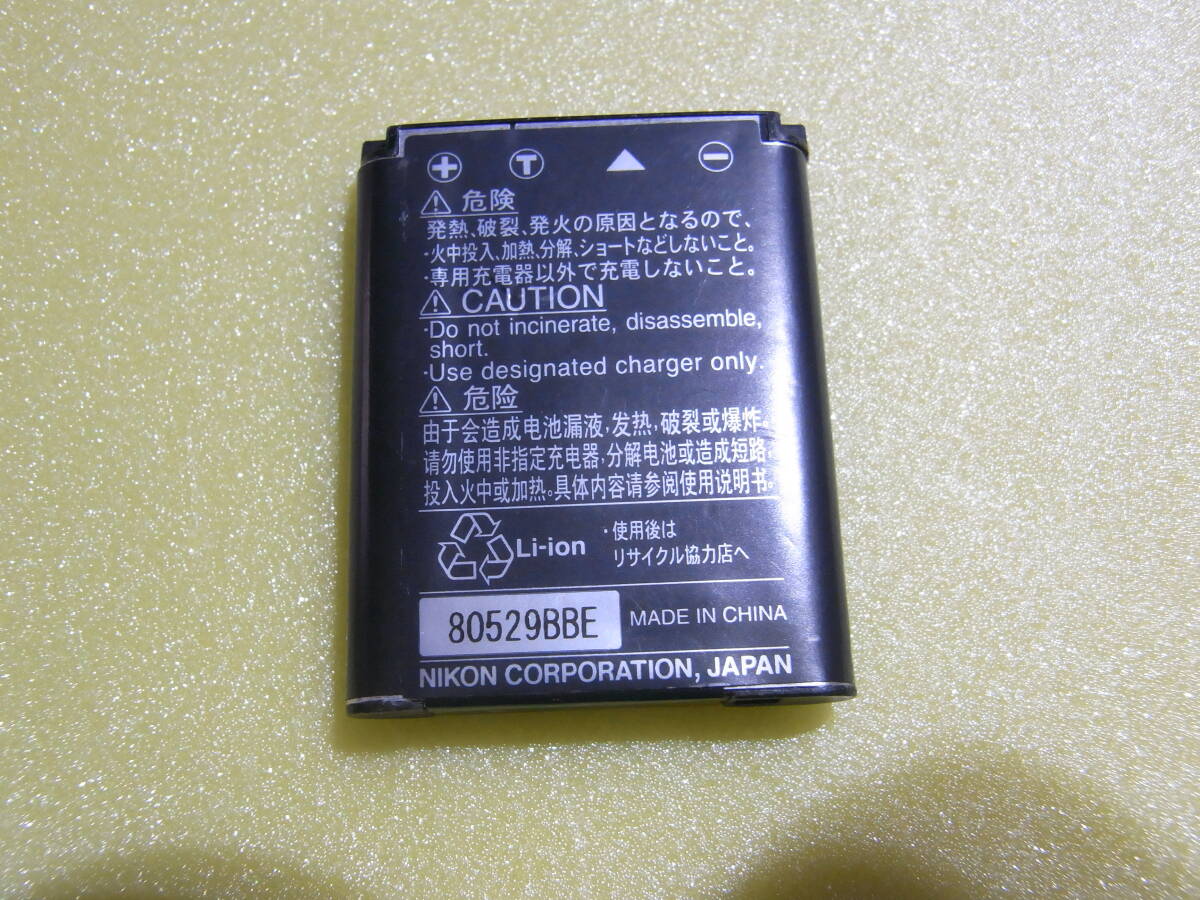 + T ▲ −
⚠ 危険
発熱、破裂、発火の原因となるので、
・火中投入、加熱、分解、ショートなどしないこと。
・専用充電器以外で充電しないこと。
⚠ CAUTION
·Do not incinerate, disassemble,
short.
·Use designated charger only.
⚠ 危险
由于会造成电池漏液,发热,破裂或爆炸。
请勿使用非指定充电器,分解电池或造成短路,
投入火中或加热。具体内容请参阅使用说明书。
Li-ion
・使用後は
リサイクル協力店へ
80529BBE
MADE IN CHINA
NIKON CORPORATION, JAPAN